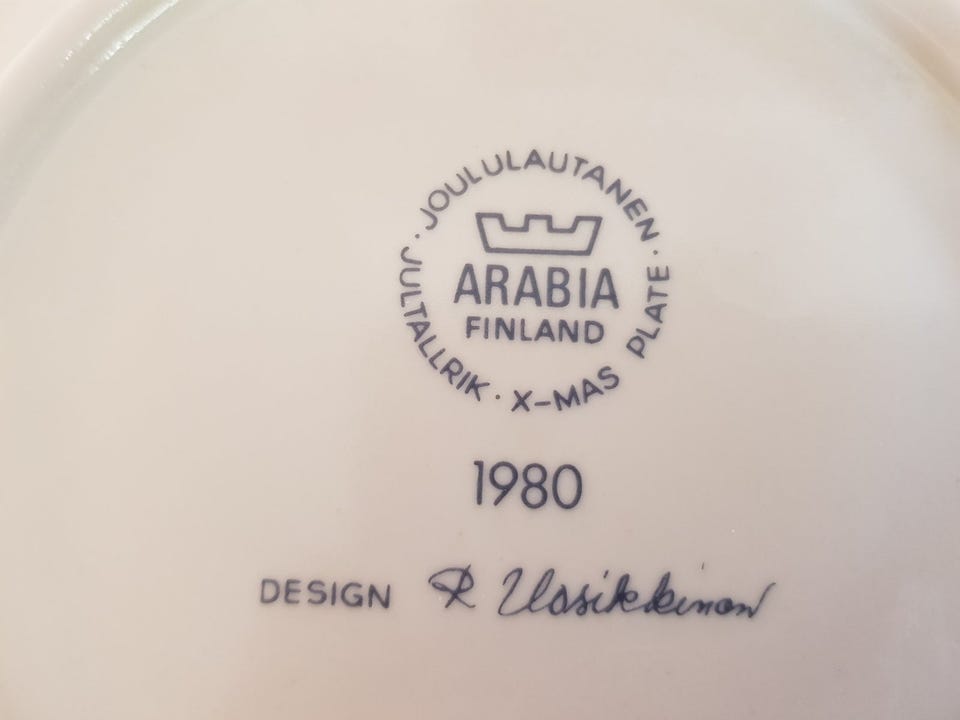 JOULULAUTANEN · X-MAS PLATE · JULTALLRIK ·
ARABIA
FINLAND
1980
DESIGN R Uosikkinen